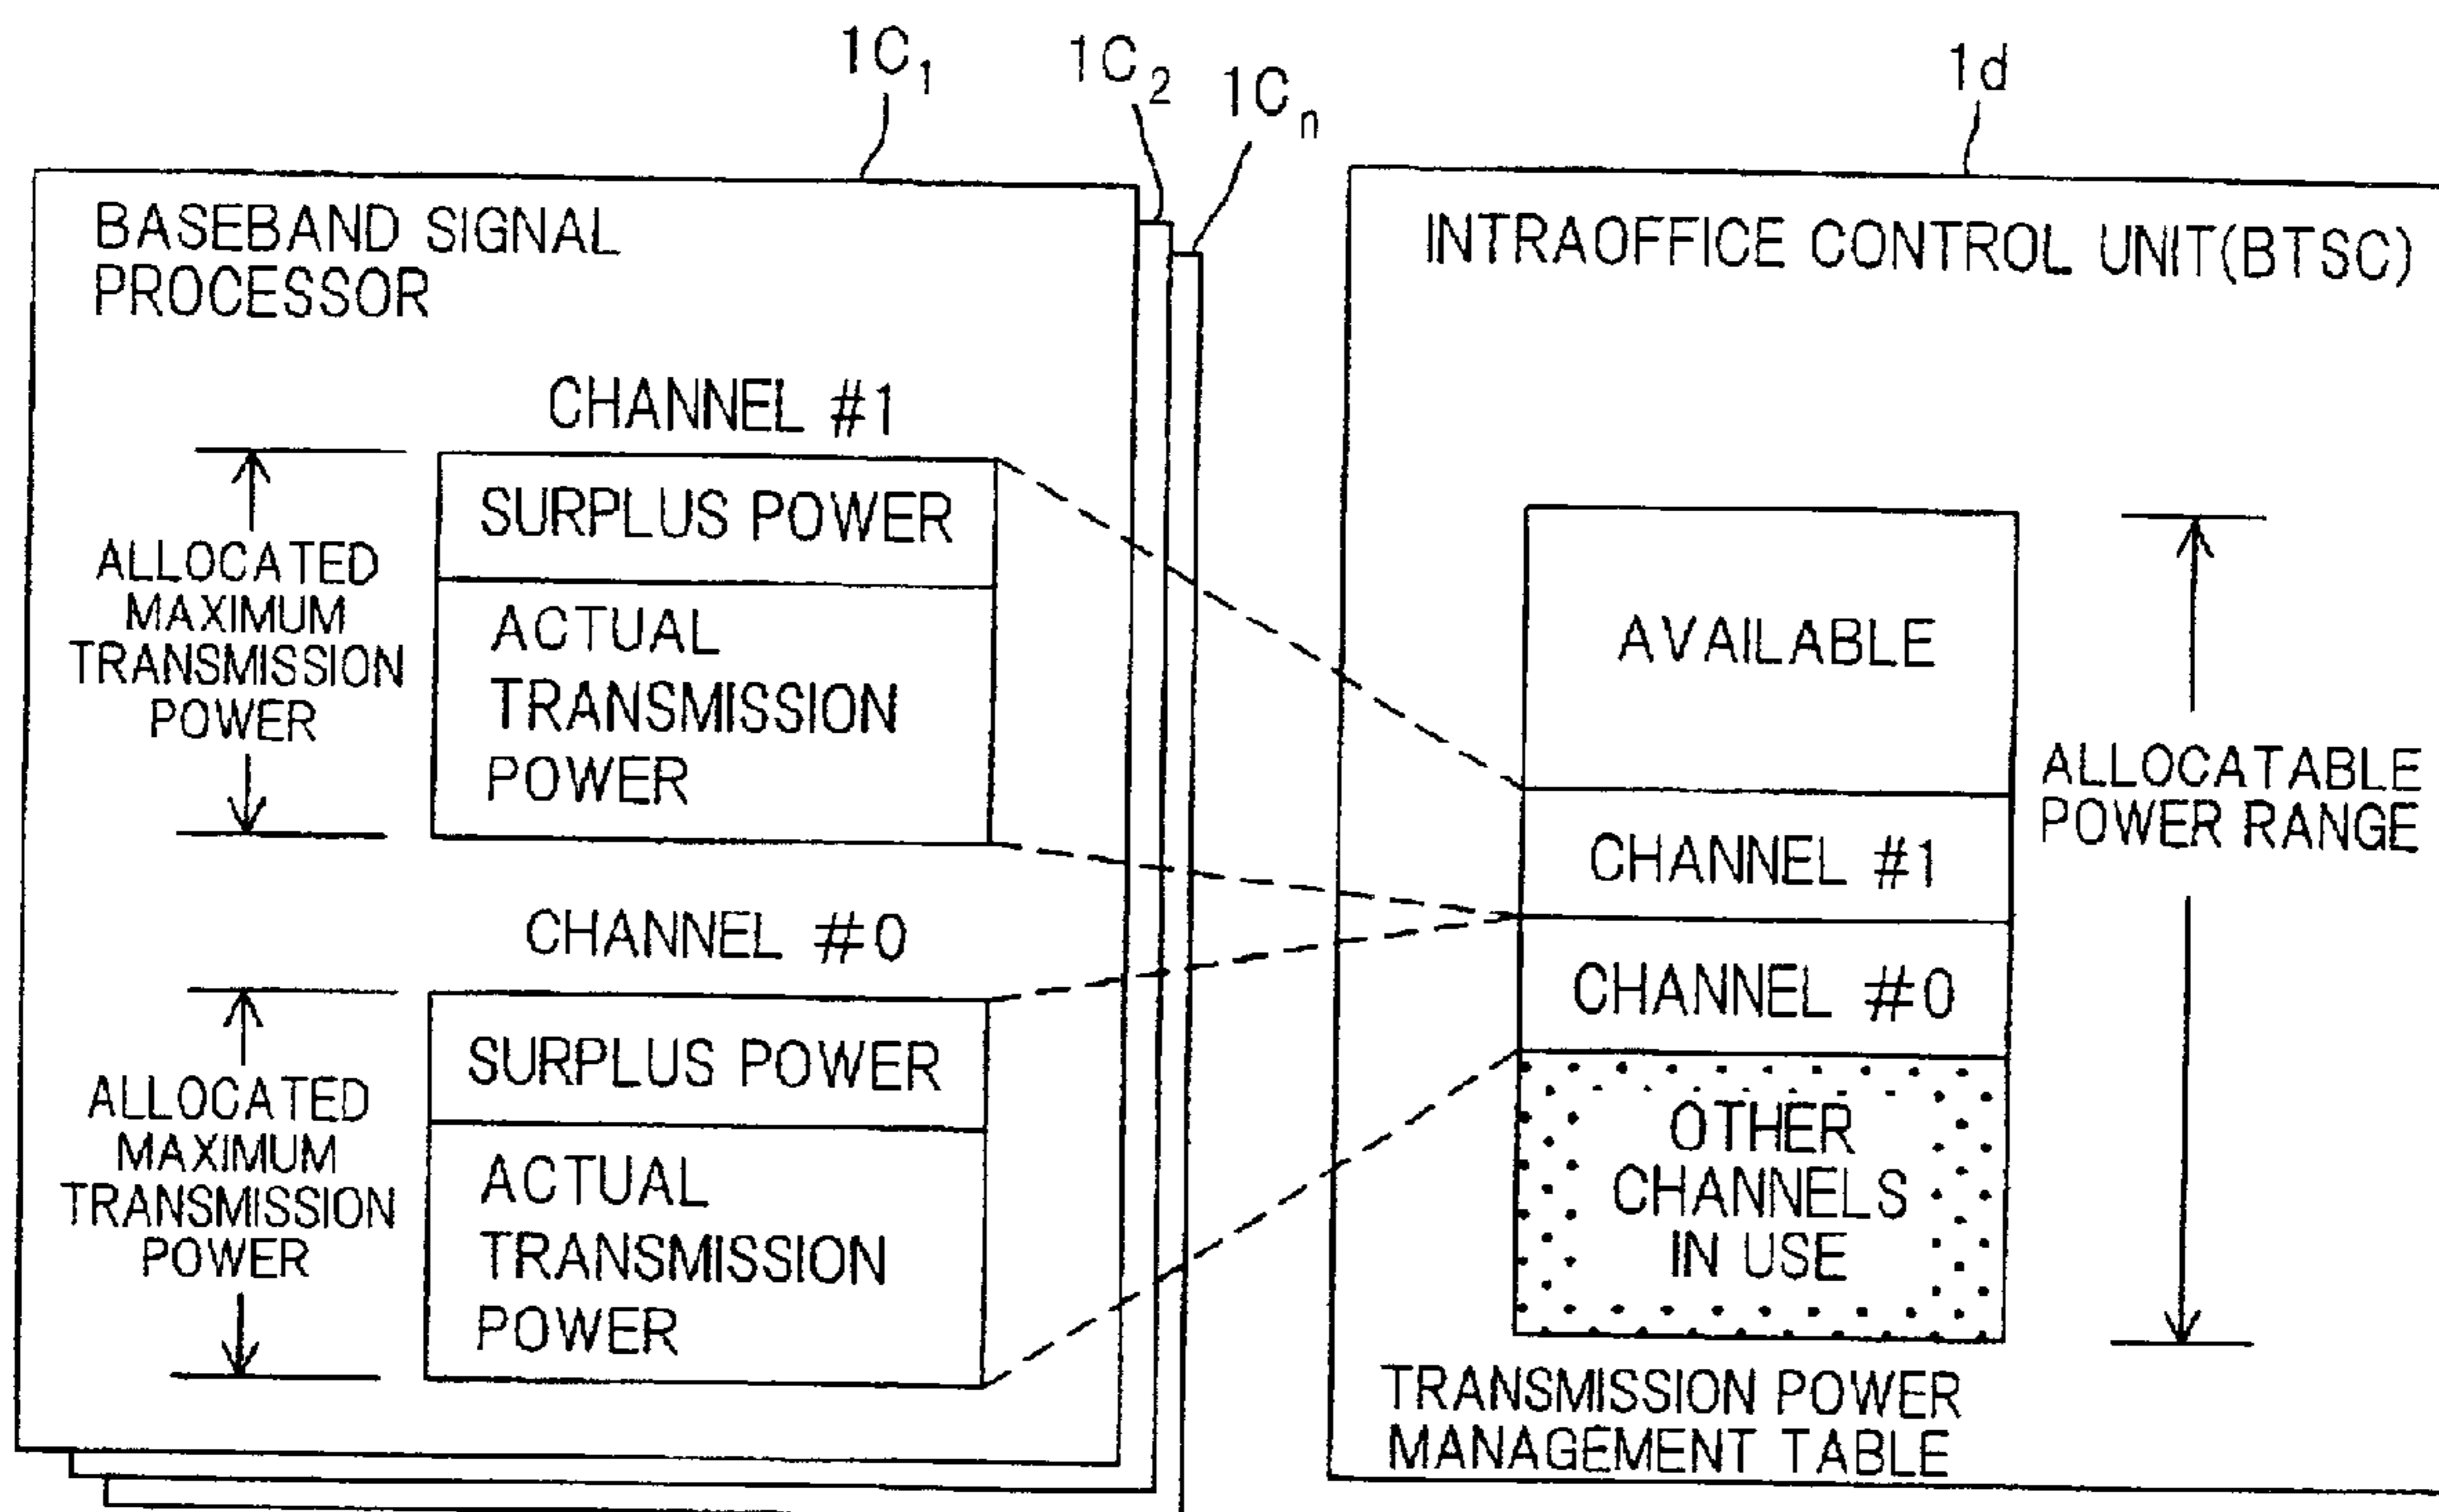 1C1
1C2
1Cn
1d
BASEBAND SIGNAL
PROCESSOR
CHANNEL #1
ALLOCATED
MAXIMUM
TRANSMISSION
POWER
SURPLUS POWER
ACTUAL
TRANSMISSION
POWER
CHANNEL #0
ALLOCATED
MAXIMUM
TRANSMISSION
POWER
SURPLUS POWER
ACTUAL
TRANSMISSION
POWER
INTRAOFFICE CONTROL UNIT(BTSC)
AVAILABLE
CHANNEL #1
CHANNEL #0
OTHER
CHANNELS
IN USE
ALLOCATABLE
POWER RANGE
TRANSMISSION POWER
MANAGEMENT TABLE